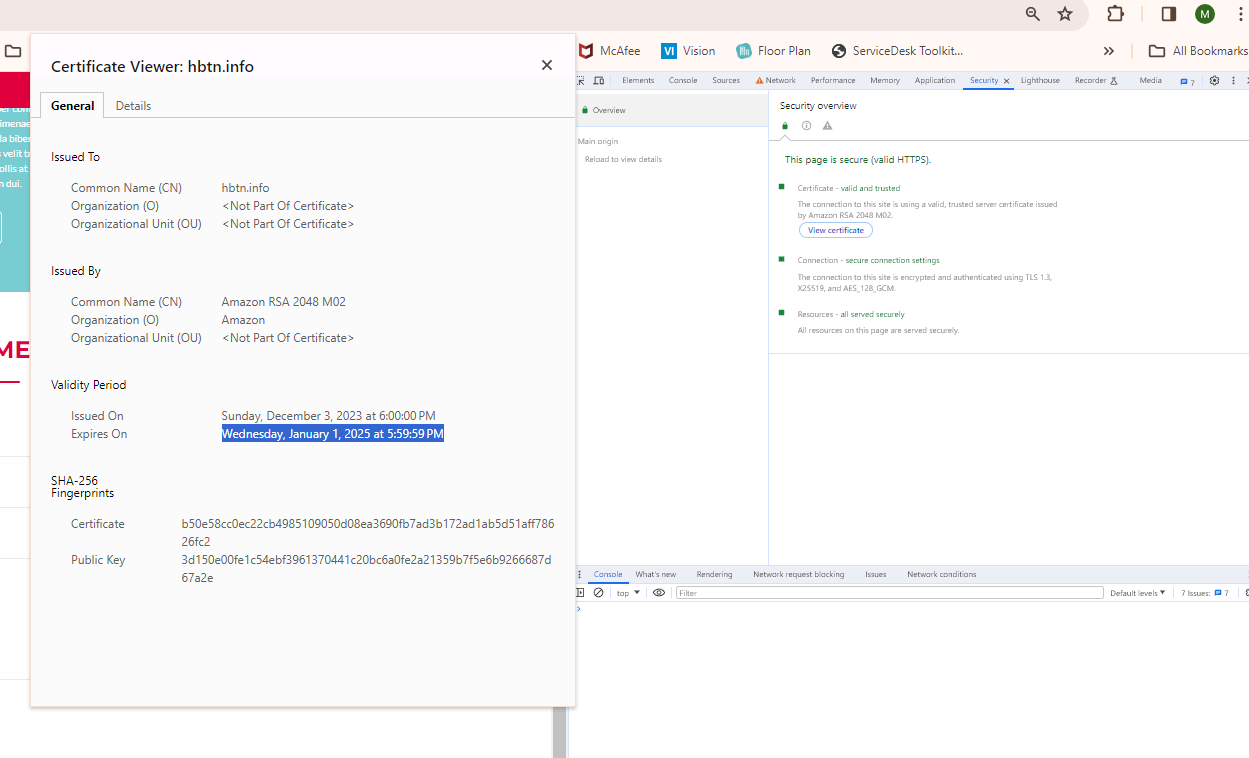 McAfee
VI Vision
Floor Plan
ServiceDesk Toolkit...
»
All Bookmarks
M
Certificate Viewer: hbtn.info
General
Details
Issued To
Common Name (CN) hbtn.info
Organization (O) <Not Part Of Certificate>
Organizational Unit (OU) <Not Part Of Certificate>
Issued By
Common Name (CN) Amazon RSA 2048 M02
Organization (O) Amazon
Organizational Unit (OU) <Not Part Of Certificate>
Validity Period
Issued On Sunday, December 3, 2023 at 6:00:00 PM
Expires On Wednesday, January 1, 2025 at 5:59:59 PM
SHA-256
Fingerprints
Certificate b50e58cc0ec22cb4985109050d08ea3690fb7ad3b172ad1ab5d51aff786
26fc2
Public Key 3d150e00fe1c54ebf3961370441c20bc6a0fe2a21359b7f5e6b9266687d
67a2e
velit
ollis at
dui.
ME
Elements Console Sources Network Performance Memory Application Security Lighthouse Recorder Media 7
Overview
Main origin
Reload to view details
Security overview
This page is secure (valid HTTPS).
Certificate - valid and trusted
The connection to this site is using a valid, trusted server certificate issued
by Amazon RSA 2048 M02.
View certificate
Connection - secure connection settings
The connection to this site is encrypted and authenticated using TLS 1.3,
X25519, and AES_128_GCM.
Resources - all served securely
All resources on this page are served securely.
Console What's new Rendering Network request blocking Issues Network conditions
top Filter Default levels 7 Issues: 7